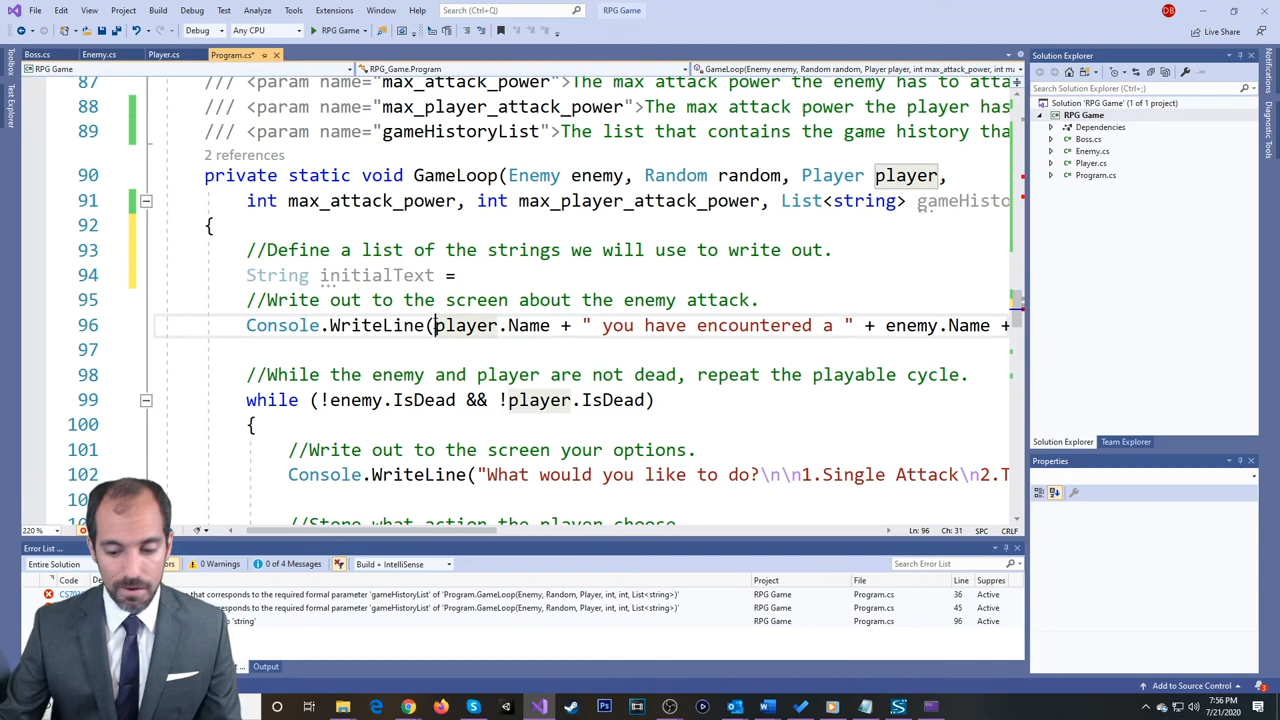 File Edit View Project Build Debug Test Analyze Tools Extensions Window Help Search (Ctrl+Q) RPG Game DB
Debug Any CPU RPG Game Live Share
Boss.cs Enemy.cs Player.cs Program.cs*
RPG Game RPG_Game.Program GameLoop(Enemy enemy, Random random, Player player, int max_attack_power, int ma
87 /// <param name="max_attack_power">The max attack power the enemy has to attac
88 /// <param name="max_player_attack_power">The max attack power the player has
89 /// <param name="gameHistoryList">The list that contains the game history tha
2 references
90 private static void GameLoop(Enemy enemy, Random random, Player player,
91 int max_attack_power, int max_player_attack_power, List<string> gameHisto
92 {
93 //Define a list of the strings we will use to write out.
94 String initialText =
95 //Write out to the screen about the enemy attack.
96 Console.WriteLine(player.Name + " you have encountered a " + enemy.Name +
97
98 //While the enemy and player are not dead, repeat the playable cycle.
99 while (!enemy.IsDead && !player.IsDead)
100 {
101 //Write out to the screen your options.
102 Console.WriteLine("What would you like to do?\n\n1.Single Attack\n2.T
//Store what action the player choose
220 % Ln: 96 Ch: 31 SPC CRLF
Error List ...
Entire Solution 0 Warnings 0 of 4 Messages Build + IntelliSense Search Error List
Code Project File Line Suppres
that corresponds to the required formal parameter 'gameHistoryList' of 'Program.GameLoop(Enemy, Random, Player, int, int, List<string>)' RPG Game Program.cs 36 Active
corresponds to the required formal parameter 'gameHistoryList' of 'Program.GameLoop(Enemy, Random, Player, int, int, List<string>)' RPG Game Program.cs 45 Active
'string' RPG Game Program.cs 96 Active
Output
Toolbox
Test Explorer
Solution Explorer
Search Solution Explorer (Ctrl+;)
Solution 'RPG Game' (1 of 1 project)
RPG Game
Dependencies
Boss.cs
Enemy.cs
Player.cs
Program.cs
Solution Explorer Team Explorer
Properties
Notifications
Diagnostic Tools
Add to Source Control
7:56 PM
7/21/2020